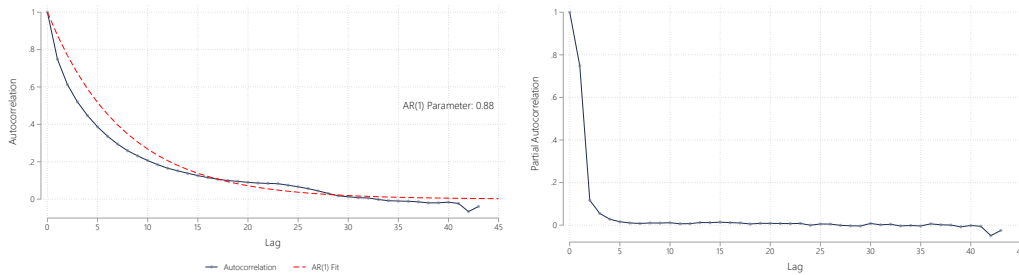 1
.8
.6
.4
.2
0
Autocorrelation
AR(1) Parameter: 0.88
0 5 10 15 20 25 30 35 40 45
Lag
Autocorrelation AR(1) Fit
1
.8
.6
.4
.2
0
Partial Autocorrelation
0 5 10 15 20 25 30 35 40
Lag